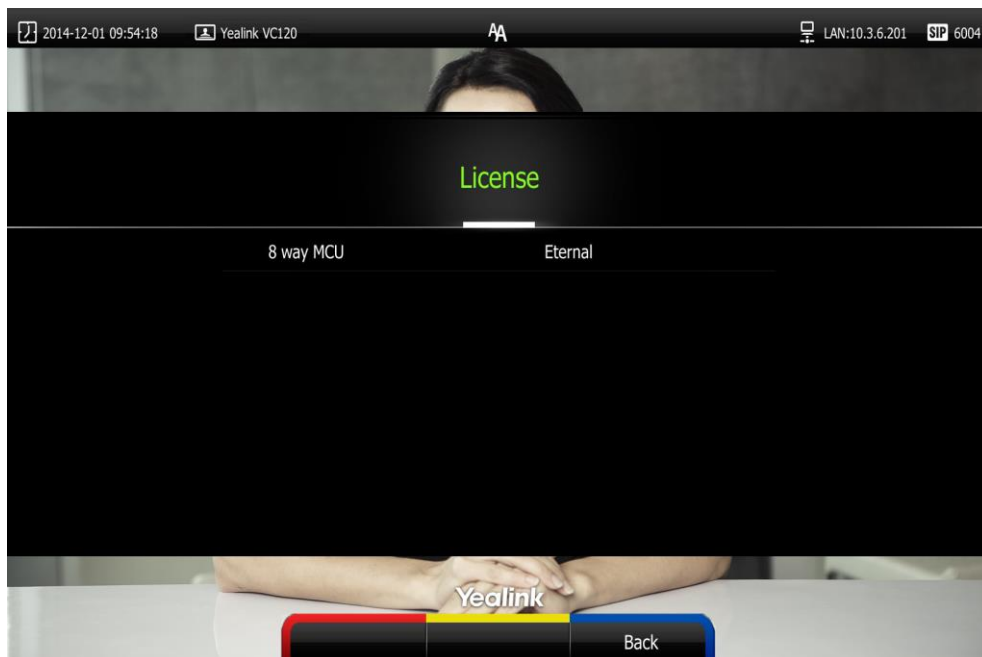 2014-12-01 09:54:18 Yealink VC120 AA LAN:10.3.6.201 SIP 6004
License
8 way MCU Eternal
Yealink
Back